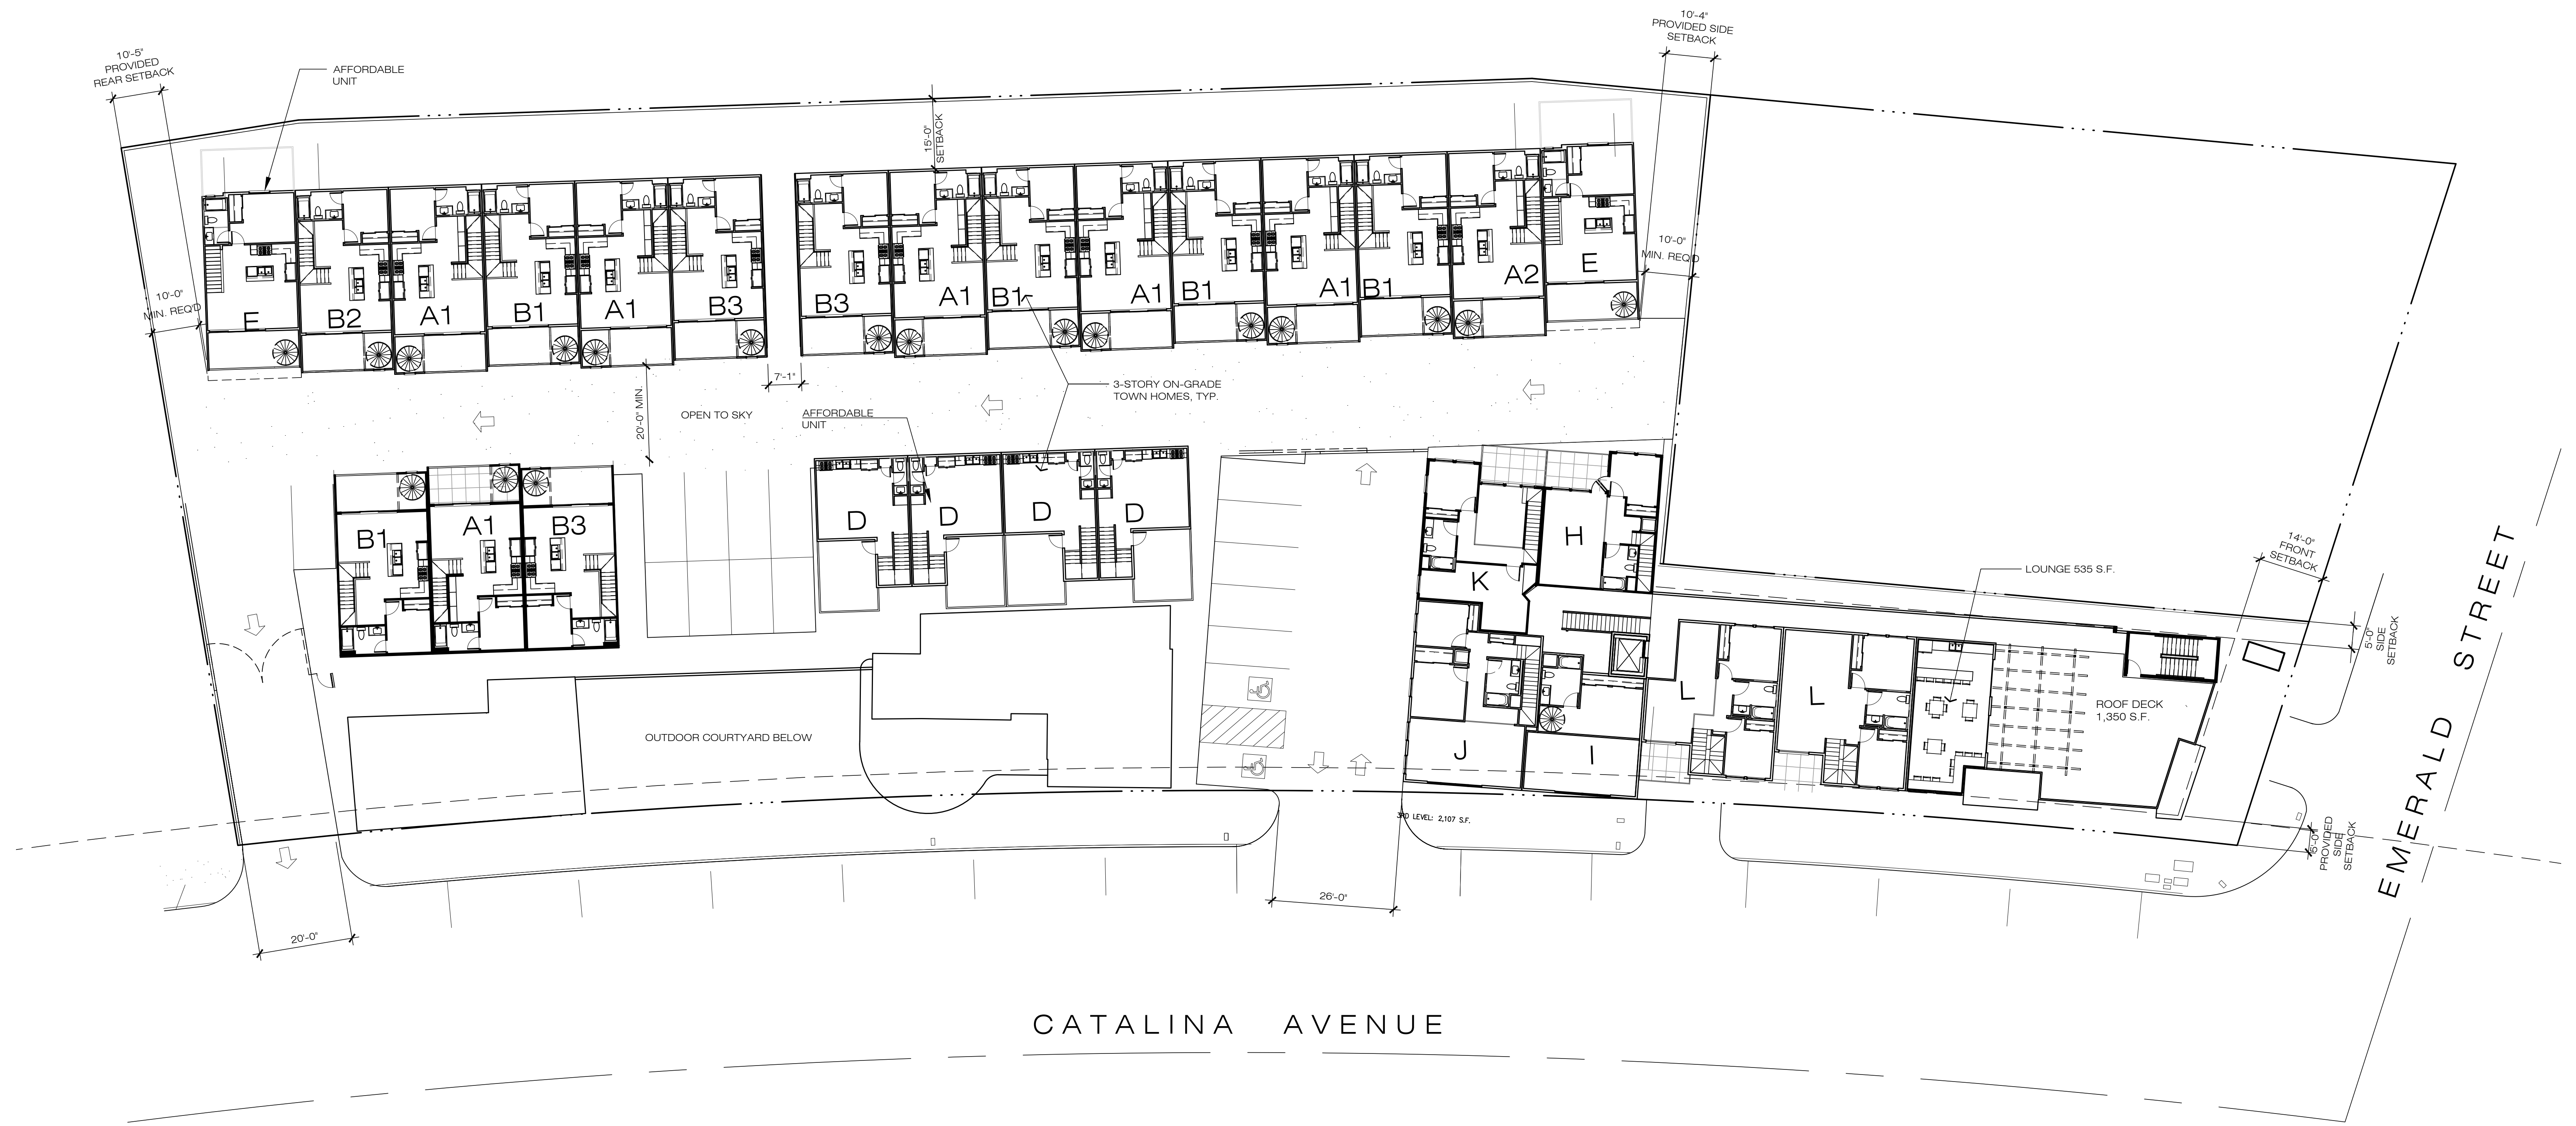 10'-4"
PROVIDED SIDE
SETBACK
10'-5"
PROVIDED
REAR SETBACK
AFFORDABLE
UNIT
15'-0"
SETBACK
10'-0"
MIN. REQ'D
10'-0"
MIN. REQ'D
E
B2
A1
B1
A1
B3
B3
A1
B1
A1
B1
A1
B1
A2
E
7'-1"
3-STORY ON-GRADE
TOWN HOMES, TYP.
20'-0" MIN.
OPEN TO SKY
AFFORDABLE
UNIT
B1
A1
B3
D
D
D
D
H
K
J
I
L
L
LOUNGE 535 S.F.
14'-0"
FRONT
SETBACK
5'-0"
SIDE
SETBACK
ROOF DECK
1,350 S.F.
OUTDOOR COURTYARD BELOW
3RD LEVEL: 2,107 S.F.
5'-0"
PROVIDED
SIDE
SETBACK
26'-0"
20'-0"
EMERALD STREET
CATALINA AVENUE